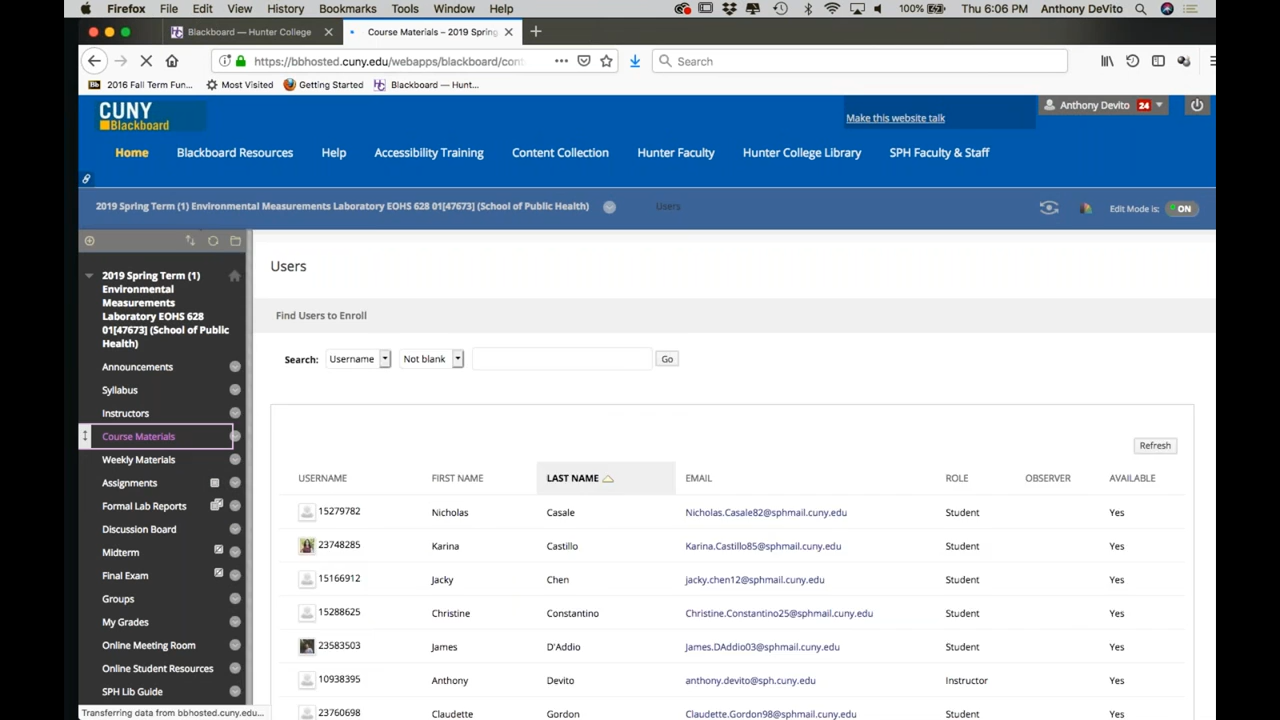 Firefox File Edit View History Bookmarks Tools Window Help 100% Thu 6:06 PM Anthony DeVito
Blackboard — Hunter College Course Materials – 2019 Spring
https://bbhosted.cuny.edu/webapps/blackboard/con Search
2016 Fall Term Fun... Most Visited Getting Started Blackboard — Hunt...
CUNY
Blackboard
Make this website talk
Anthony Devito 24
Home Blackboard Resources Help Accessibility Training Content Collection Hunter Faculty Hunter College Library SPH Faculty & Staff
2019 Spring Term (1) Environmental Measurements Laboratory EOHS 628 01[47673] (School of Public Health) Users Edit Mode is: ON
2019 Spring Term (1)
Environmental
Measurements
Laboratory EOHS 628
01[47673] (School of Public
Health)
Announcements
Syllabus
Instructors
Course Materials
Weekly Materials
Assignments
Formal Lab Reports
Discussion Board
Midterm
Final Exam
Groups
My Grades
Online Meeting Room
Online Student Resources
SPH Lib Guide
Transferring data from bbhosted.cuny.edu...
Users
Find Users to Enroll
Search: Username Not blank Go
Refresh
USERNAME FIRST NAME LAST NAME EMAIL ROLE OBSERVER AVAILABLE
15279782 Nicholas Casale Nicholas.Casale82@sphmail.cuny.edu Student Yes
23748285 Karina Castillo Karina.Castillo85@sphmail.cuny.edu Student Yes
15166912 Jacky Chen jacky.chen12@sphmail.cuny.edu Student Yes
15288625 Christine Constantino Christine.Constantino25@sphmail.cuny.edu Student Yes
23583503 James D'Addio James.DAddio03@sphmail.cuny.edu Student Yes
10938395 Anthony Devito anthony.devito@sph.cuny.edu Instructor Yes
23760698 Claudette Gordon Claudette.Gordon98@sphmail.cuny.edu Student Yes